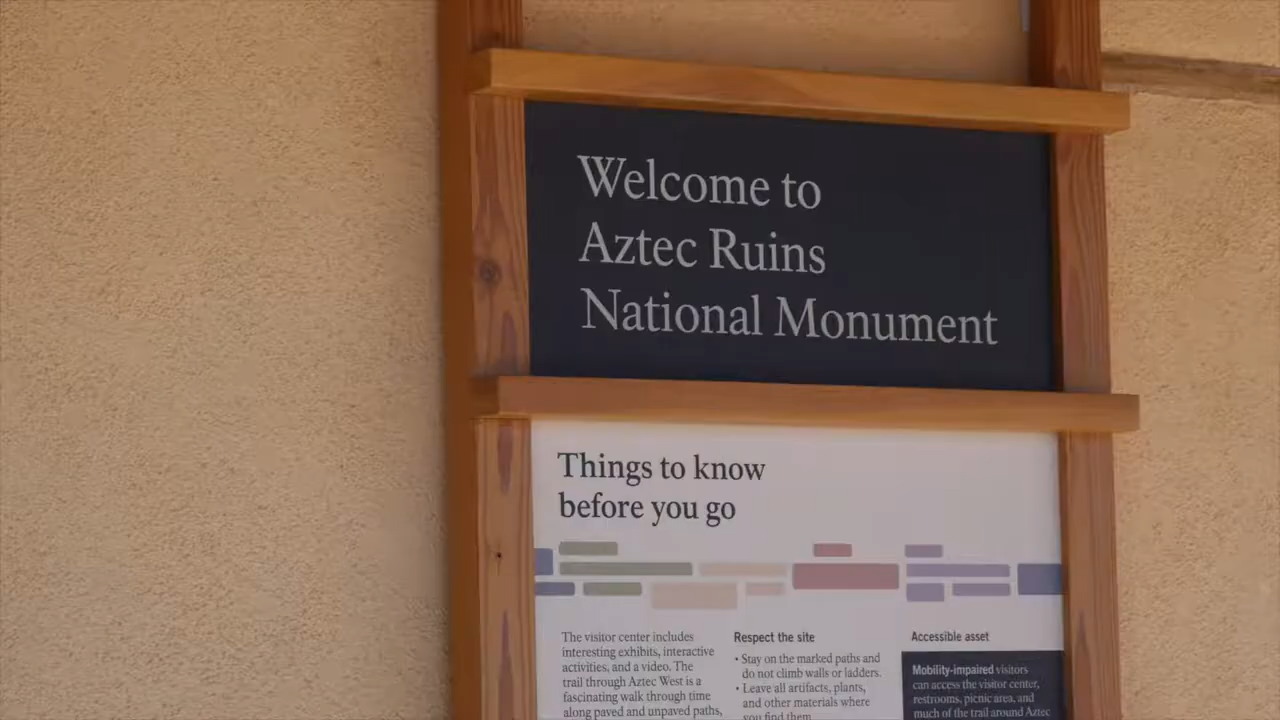 Welcome to
Aztec Ruins
National Monument
Things to know
before you go
The visitor center includes
interesting exhibits, interactive
activities, and a video. The
trail through Aztec West is a
fascinating walk through time
along paved and unpaved paths,
Respect the site
• Stay on the marked paths and
do not climb walls or ladders.
• Leave all artifacts, plants,
and other materials where
you find them
Accessible asset
Mobility-impaired visitors
can access the visitor center,
restrooms, picnic area, and
much of the trail around Aztec